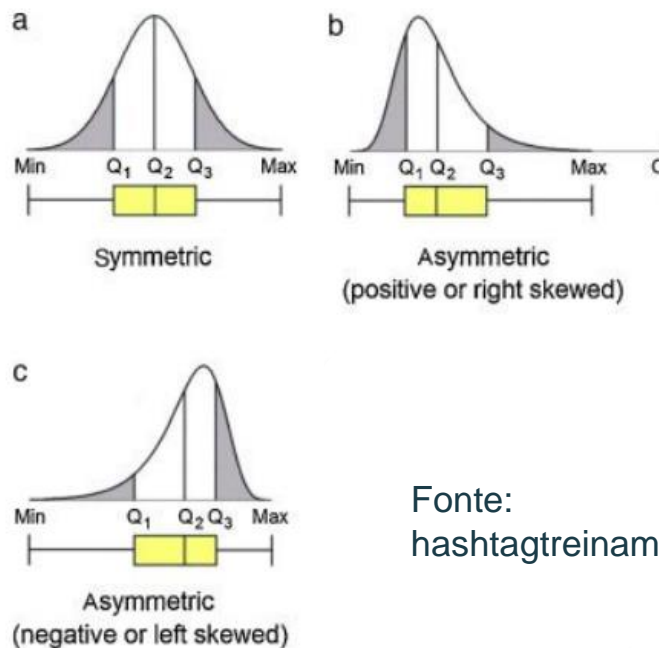 a
Min Q₁ Q₂ Q₃ Max
Symmetric
b
Min Q₁ Q₂ Q₃ Max
Asymmetric
(positive or right skewed)
c
Min Q₁ Q₂ Q₃ Max
Asymmetric
(negative or left skewed)
Fonte:
hashtagtreinam